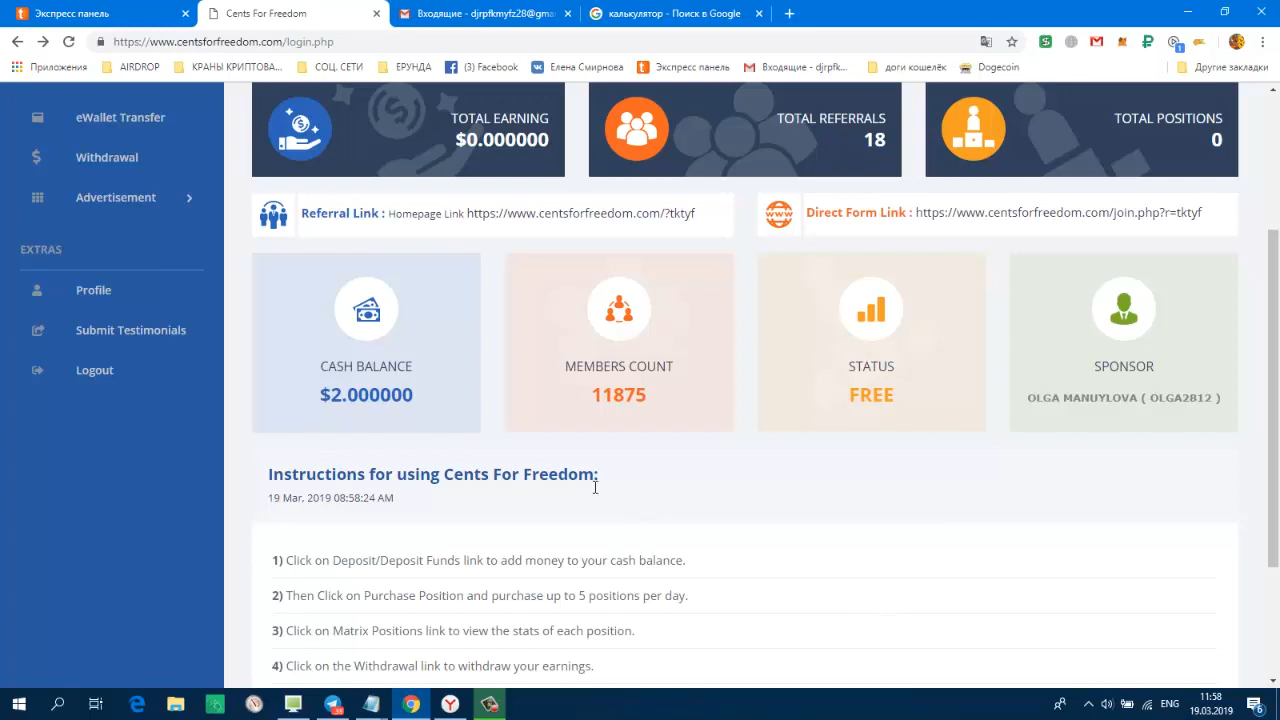 Экспресс панель
Cents For Freedom
Входящие - djrpfkmyfz28@gma
калькулятор - Поиск в Google
https://www.centsforfreedom.com/login.php
Приложения
AIRDROP
КРАНЫ КРИПТОВА...
СОЦ. СЕТИ
ЕРУНДА
(3) Facebook
Елена Смирнова
Экспресс панель
Входящие - djrpfk...
доги кошелёк
Dogecoin
Другие закладки
eWallet Transfer
Withdrawal
Advertisement
EXTRAS
Profile
Submit Testimonials
Logout
TOTAL EARNING
$0.000000
TOTAL REFERRALS
18
TOTAL POSITIONS
0
Referral Link : Homepage Link https://www.centsforfreedom.com/?tktyf
www
Direct Form Link : https://www.centsforfreedom.com/join.php?r=tktyf
CASH BALANCE
$2.000000
MEMBERS COUNT
11875
STATUS
FREE
SPONSOR
OLGA MANUYLOVA ( OLGA2812 )
Instructions for using Cents For Freedom:
19 Mar, 2019 08:58:24 AM
1) Click on Deposit/Deposit Funds link to add money to your cash balance.
2) Then Click on Purchase Position and purchase up to 5 positions per day.
3) Click on Matrix Positions link to view the stats of each position.
4) Click on the Withdrawal link to withdraw your earnings.
ENG
11:58
19.03.2019